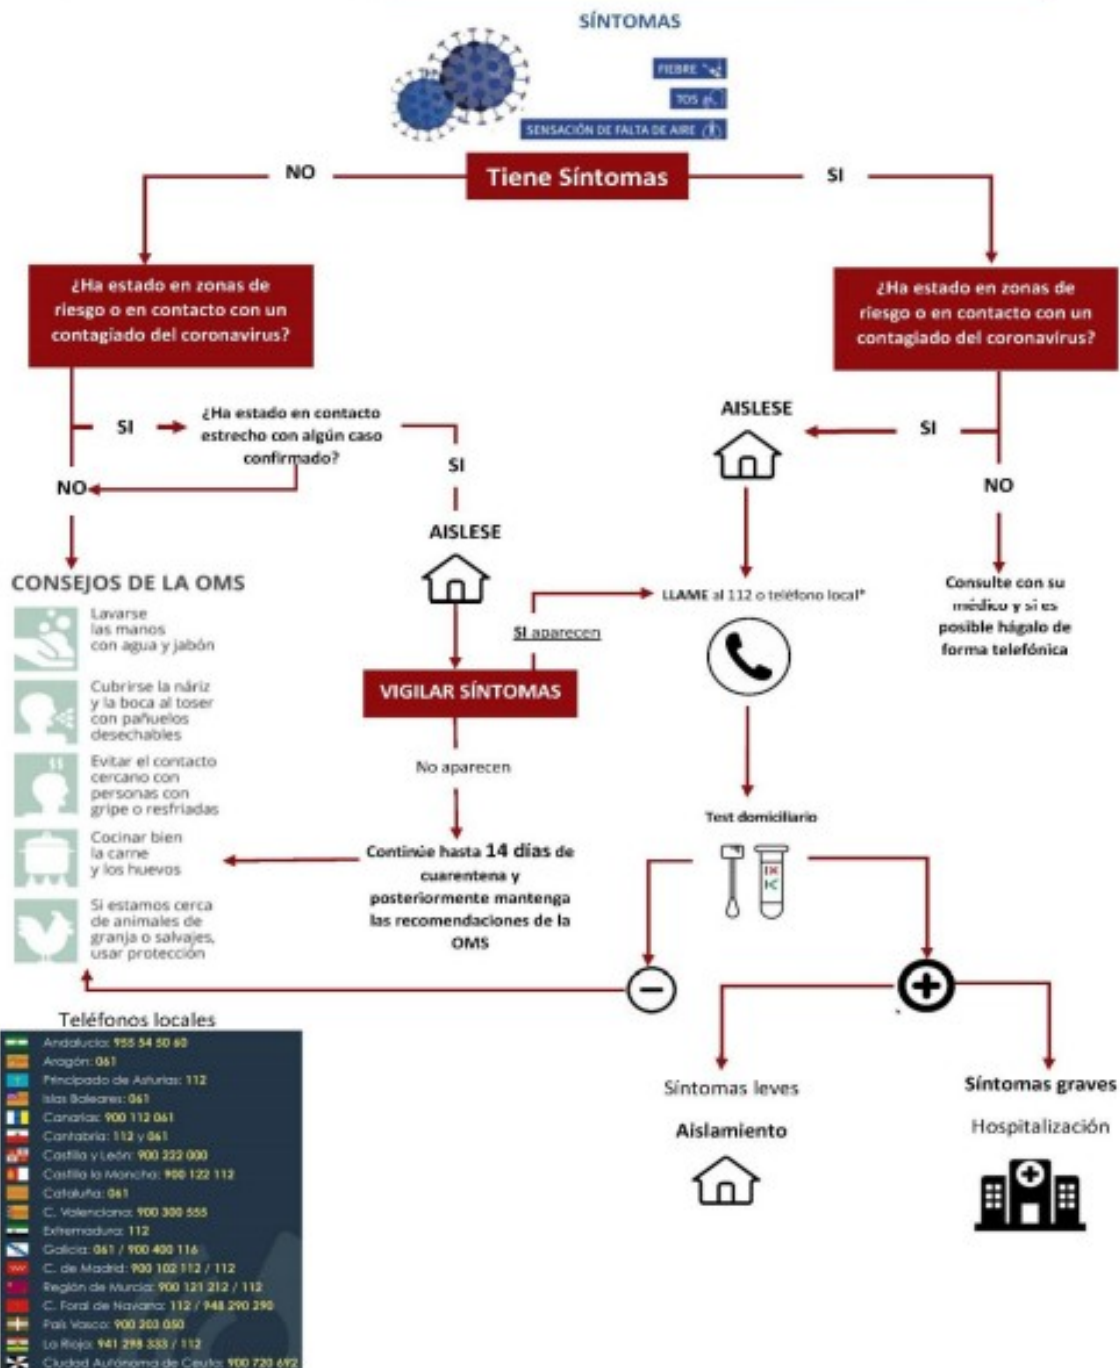 SÍNTOMAS
FIEBRE
TOS
SENSACIÓN DE FALTA DE AIRE
NO
Tiene Síntomas
SI
¿Ha estado en zonas de
riesgo o en contacto con un
contagiado del coronavirus?
¿Ha estado en zonas de
riesgo o en contacto con un
contagiado del coronavirus?
SI
¿Ha estado en contacto
estrecho con algún caso
confirmado?
SI
NO
AISLESE
AISLESE
SI
NO
CONSEJOS DE LA OMS
Lavarse
las manos
con agua y jabón
Cubrirse la náriz
y la boca al toser
con pañuelos
desechables
Evitar el contacto
cercano con
personas con
gripe o resfriadas
Cocinar bien
la carne
y los huevos
Si estamos cerca
de animales de
granja o salvajes,
usar protección
SI aparecen
VIGILAR SÍNTOMAS
No aparecen
Continúe hasta 14 días de
cuarentena y
posteriormente mantenga
las recomendaciones de la
OMS
LLAME al 112 o teléfono local*
Consulte con su
médico y si es
posible hágalo de
forma telefónica
Test domiciliario
Síntomas leves
Aislamiento
Síntomas graves
Hospitalización
Teléfonos locales
Andalucía: 955 54 50 60
Aragón: 061
Principado de Asturias: 112
Islas Baleares: 061
Canarias: 900 112 061
Cantabria: 112 y 061
Castilla y León: 900 222 000
Castilla la Mancha: 900 122 112
Cataluña: 061
C. Valenciana: 900 300 555
Extremadura: 112
Galicia: 061 / 900 400 116
C. de Madrid: 900 102 112 / 112
Región de Murcia: 900 121 212 / 112
C. Foral de Navarra: 112 / 948 290 290
País Vasco: 900 203 050
La Rioja: 941 298 333 / 112
Ciudad Autónoma de Ceuta: 900 720 692